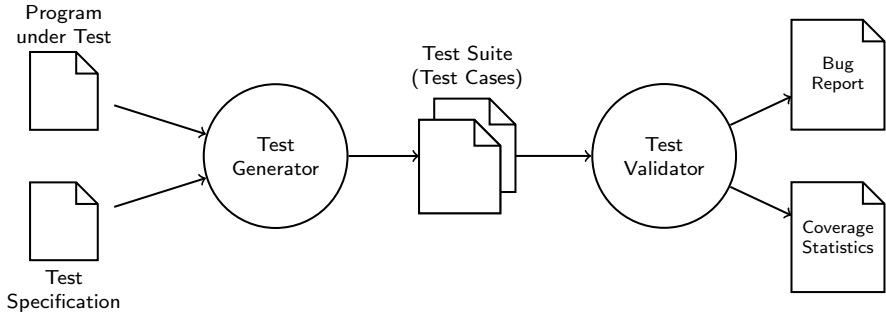 Program
under Test
Test
Specification
Test
Generator
Test Suite
(Test Cases)
Test
Validator
Bug
Report
Coverage
Statistics